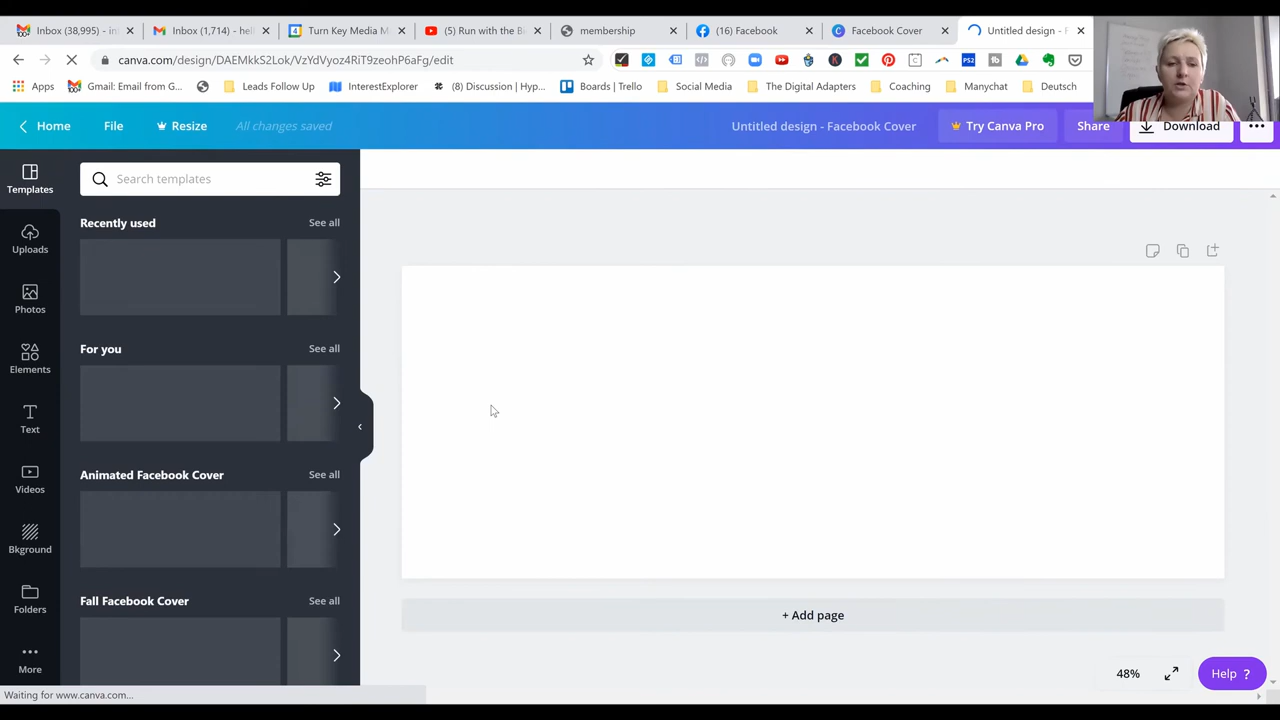 Inbox (38,995) - in
Inbox (1,714) - hell
Turn Key Media M
(5) Run with the Bi
membership
(16) Facebook
Facebook Cover
Untitled design - F
canva.com/design/DAEMkkS2Lok/VzYdVyoz4RiT9zeohP6aFg/edit
Apps
Gmail: Email from G...
Leads Follow Up
InterestExplorer
(8) Discussion | Hyp...
Boards | Trello
Social Media
The Digital Adapters
Coaching
Manychat
Deutsch
Home
File
Resize
All changes saved
Untitled design - Facebook Cover
Try Canva Pro
Share
Download
Templates
Uploads
Photos
Elements
Text
Videos
Bkground
Folders
More
Search templates
Recently used
See all
For you
See all
Animated Facebook Cover
See all
Fall Facebook Cover
See all
+ Add page
48%
Help ?
Waiting for www.canva.com...